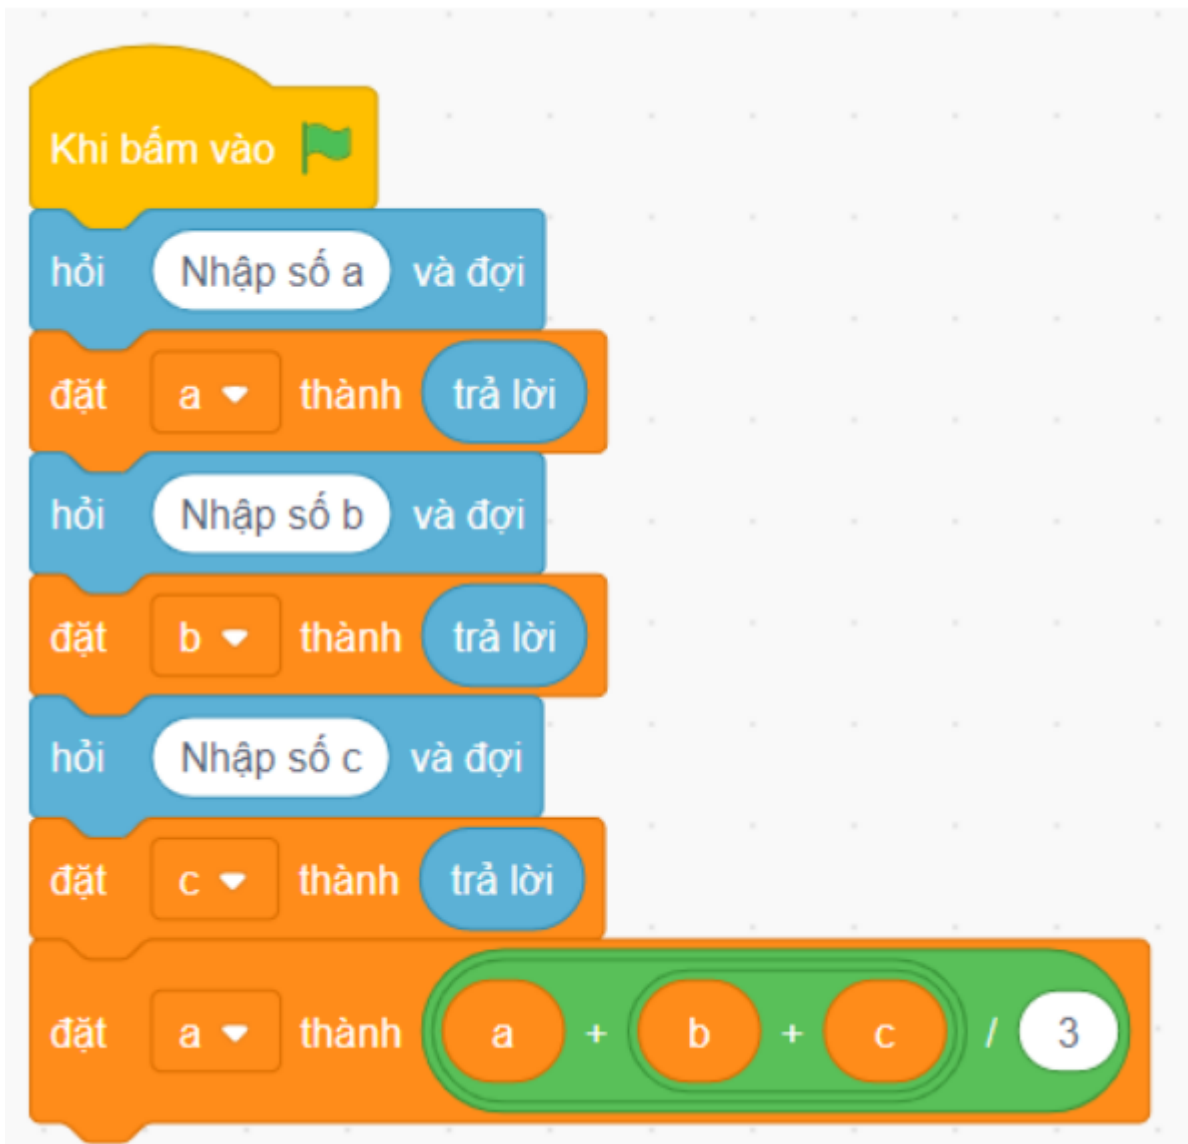 Khi bấm vào
hỏi Nhập số a và đợi
đặt a thành trả lời
hỏi Nhập số b và đợi
đặt b thành trả lời
hỏi Nhập số c và đợi
đặt c thành trả lời
đặt a thành a + b + c / 3